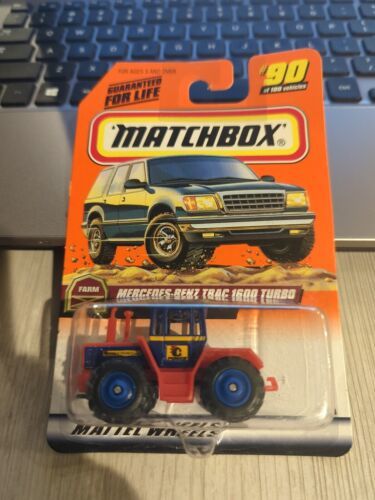 FOR AGES 3 AND OVER
GUARANTEED
FOR LIFE
#90
of 100 vehicles
MATCHBOX®
FARM
MERCEDES-BENZ TRAC 1600 TURBO
MATTEL WHEELS